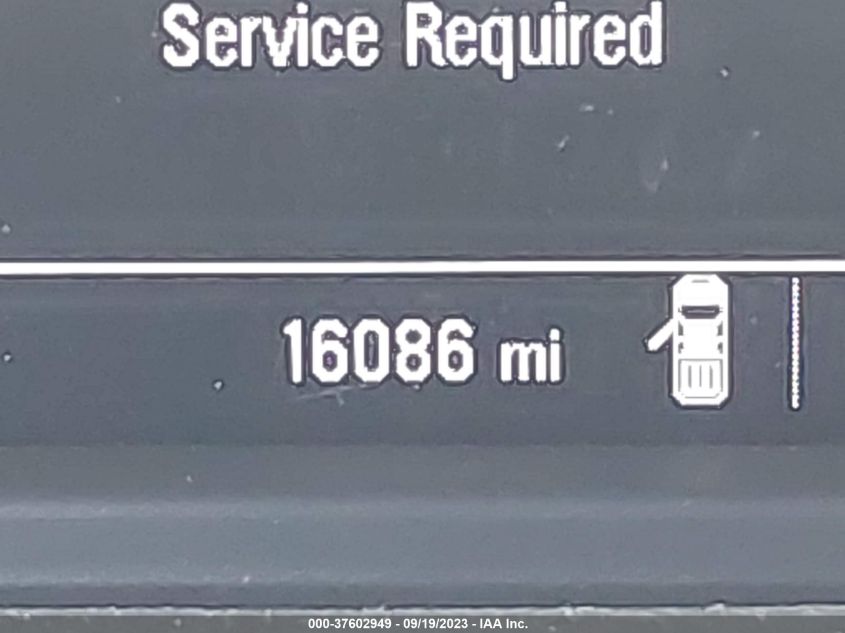 Service Required
16086 mi
000-37602949 - 09/19/2023 - IAA Inc.